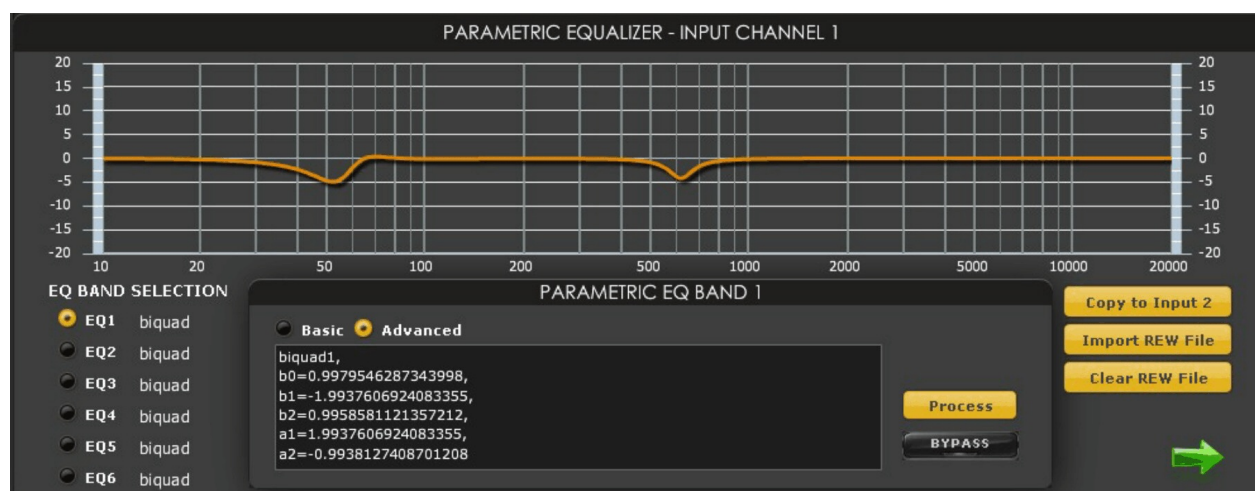 PARAMETRIC EQUALIZER - INPUT CHANNEL 1
20 20
15 15
10 10
5 5
0 0
-5 -5
-10 -10
-15 -15
-20 -20
10 20 50 100 200 500 1000 2000 5000 10000 20000
EQ BAND SELECTION
EQ1 biquad
EQ2 biquad
EQ3 biquad
EQ4 biquad
EQ5 biquad
EQ6 biquad
PARAMETRIC EQ BAND 1
Basic Advanced
biquad1,
b0=0.9979546287343998,
b1=-1.9937606924083355,
b2=0.9958581121357212,
a1=1.9937606924083355,
a2=-0.9938127408701208
Process
BYPASS
Copy to Input 2
Import REW File
Clear REW File